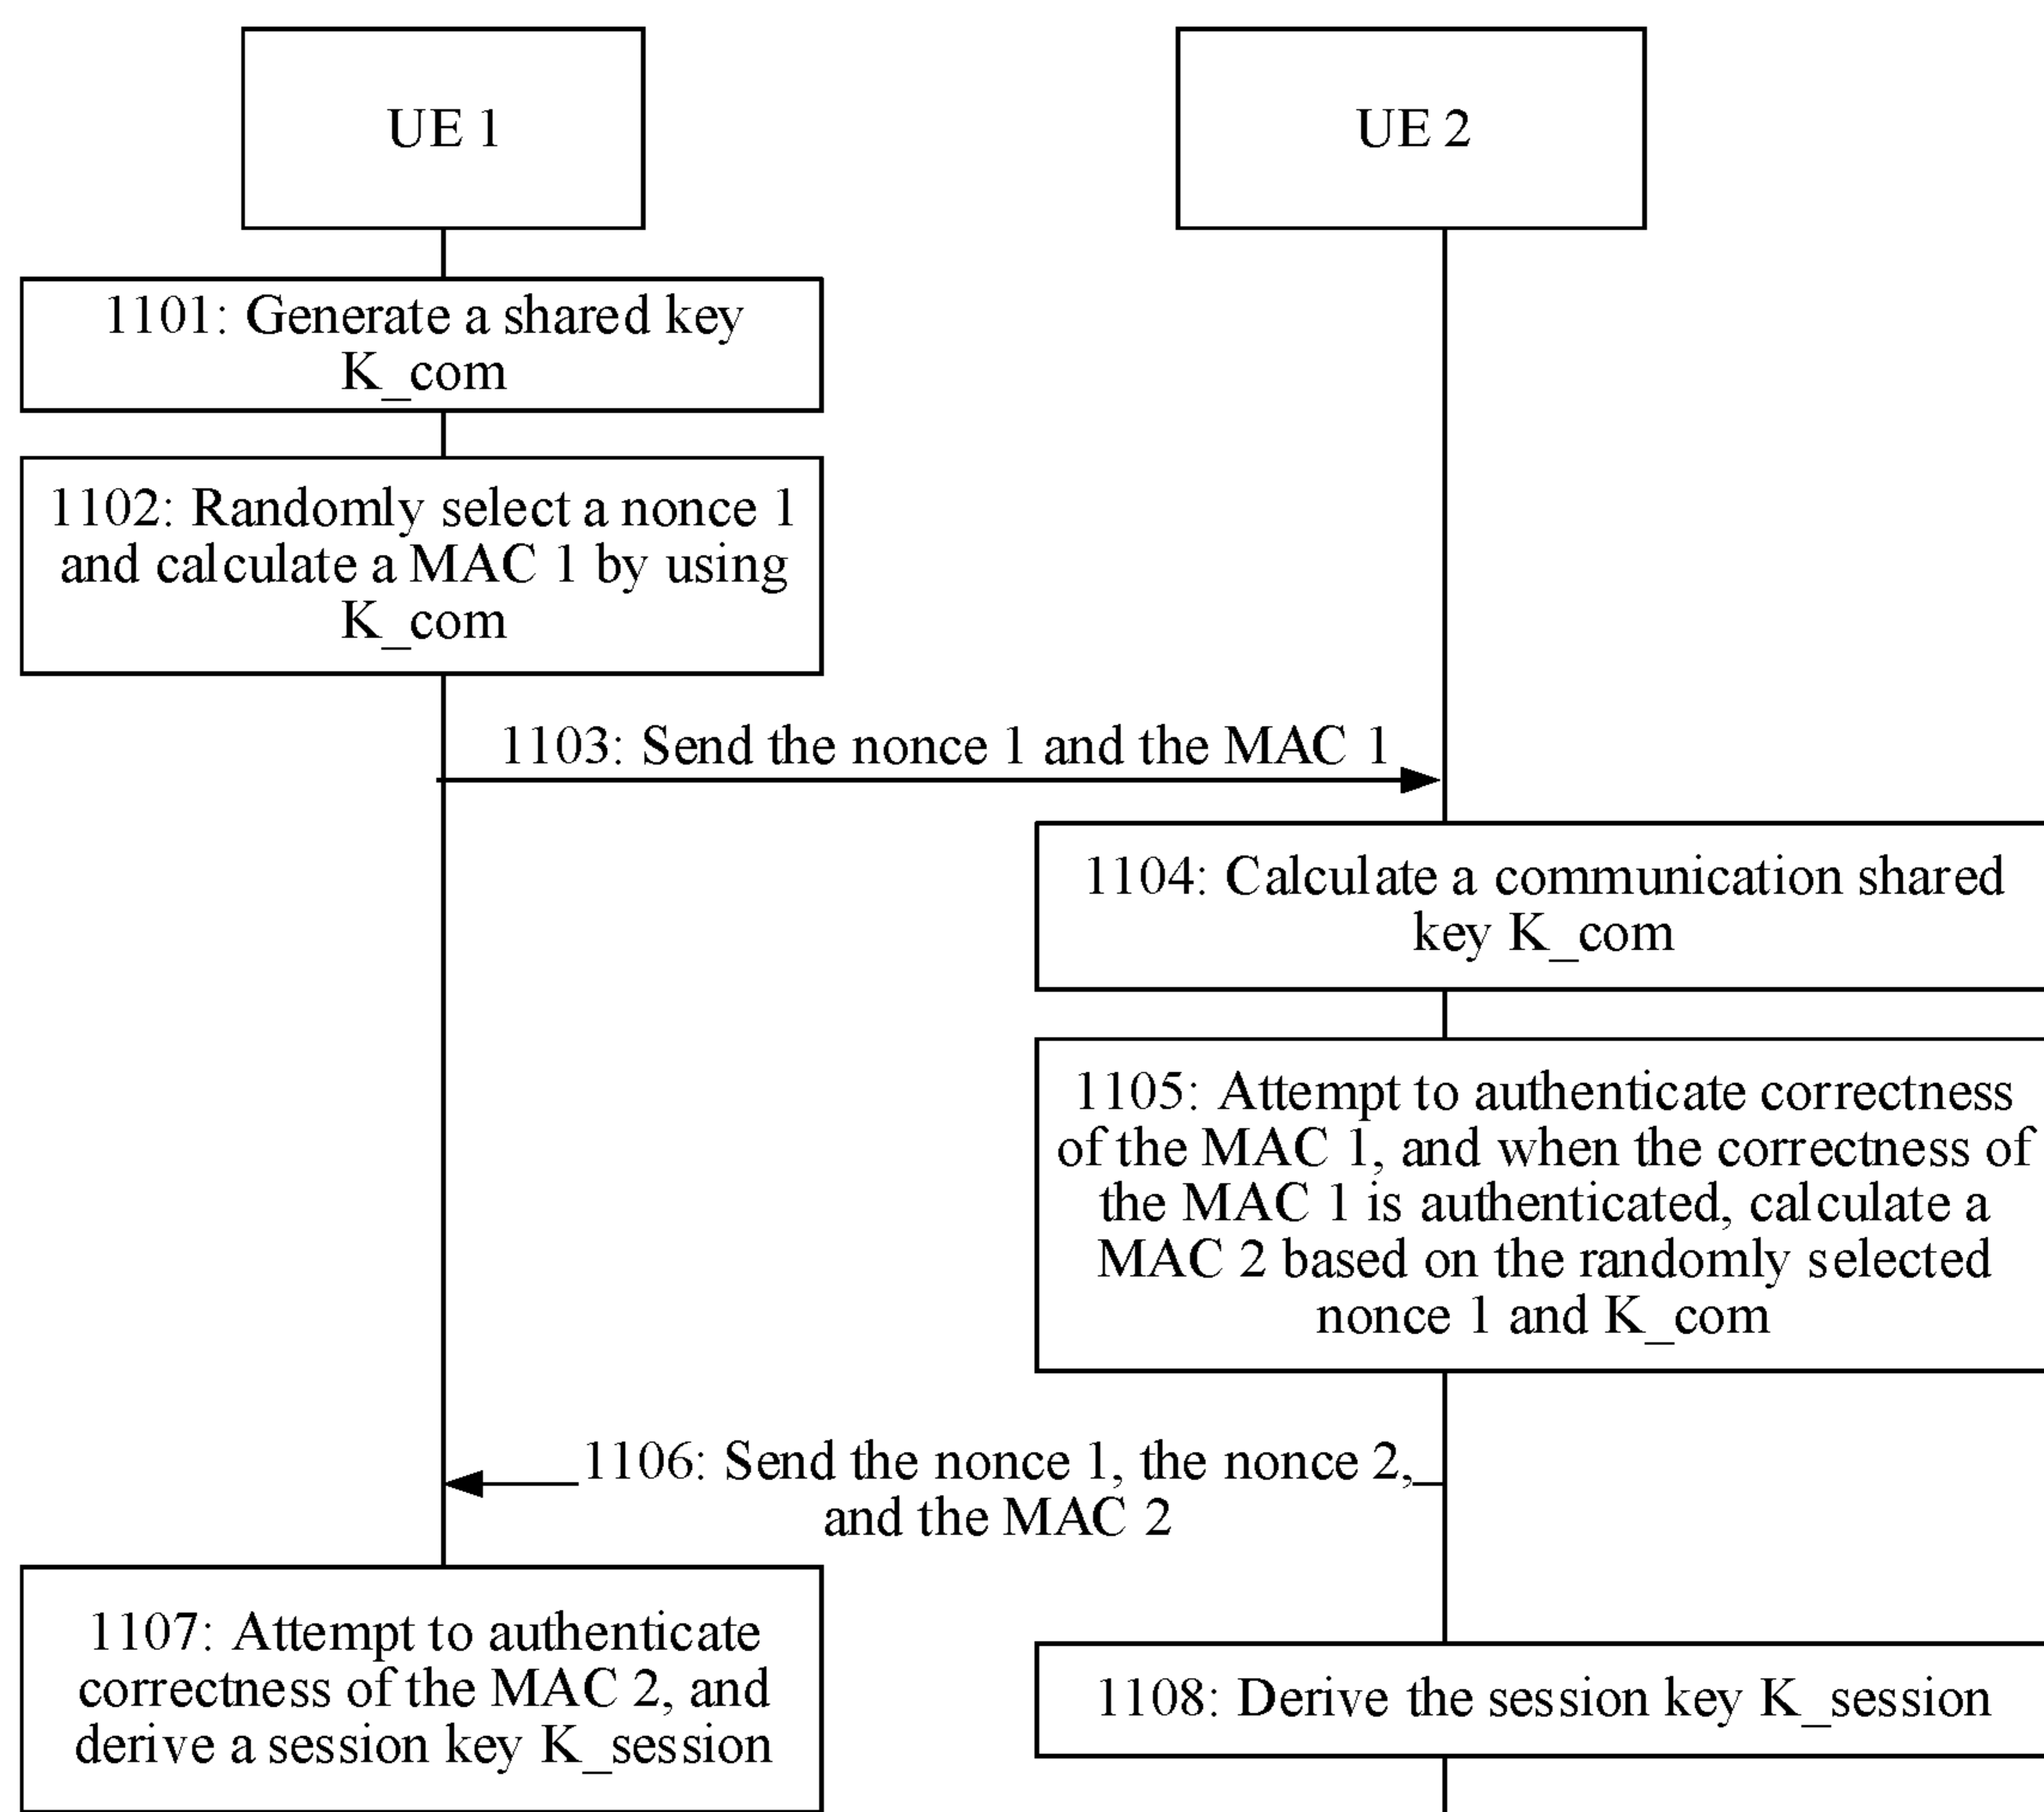 UE 1
UE 2
1101: Generate a shared key
K_com
1102: Randomly select a nonce 1
and calculate a MAC 1 by using
K_com
1103: Send the nonce 1 and the MAC 1
1104: Calculate a communication shared
key K_com
1105: Attempt to authenticate correctness
of the MAC 1, and when the correctness of
the MAC 1 is authenticated, calculate a
MAC 2 based on the randomly selected
nonce 1 and K_com
1106: Send the nonce 1, the nonce 2,
and the MAC 2
1107: Attempt to authenticate
correctness of the MAC 2, and
derive a session key K_session
1108: Derive the session key K_session